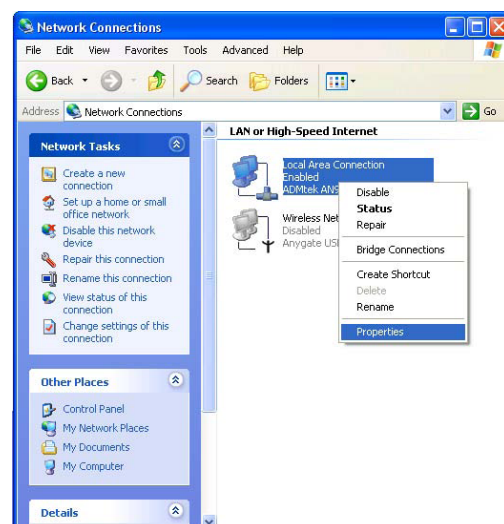 Network Connections
File Edit View Favorites Tools Advanced Help
Back Search Folders
Address Network Connections Go
Network Tasks
Create a new
connection
Set up a home or small
office network
Disable this network
device
Repair this connection
Rename this connection
View status of this
connection
Change settings of this
connection
Other Places
Control Panel
My Network Places
My Documents
My Computer
Details
LAN or High-Speed Internet
Local Area Connection
Enabled
ADMtek
Wireless
Disabled
Anygate
Disable
Status
Repair
Bridge Connections
Create Shortcut
Delete
Rename
Properties